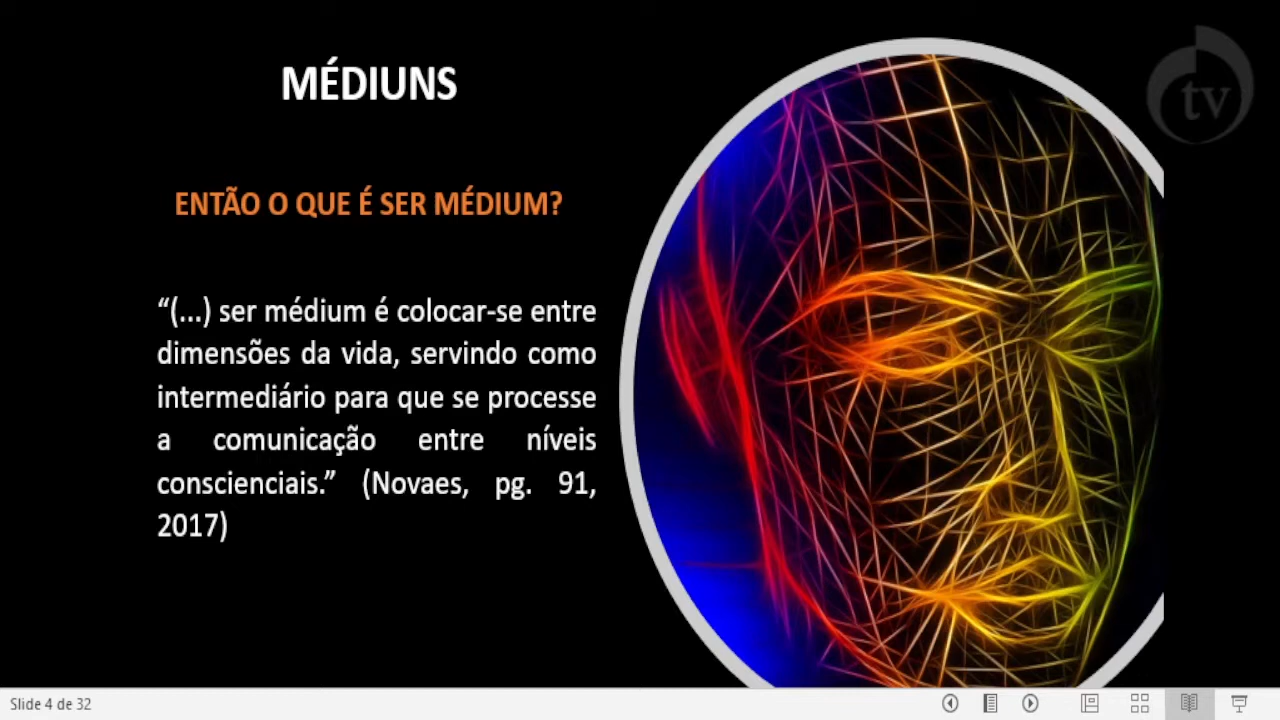 MÉDIUNS
ENTÃO O QUE É SER MÉDIUM?
“(...) ser médium é colocar-se entre
dimensões da vida, servindo como
intermediário para que se processe
a comunicação entre níveis
conscienciais.” (Novaes, pg. 91,
2017)
tv
Slide 4 de 32